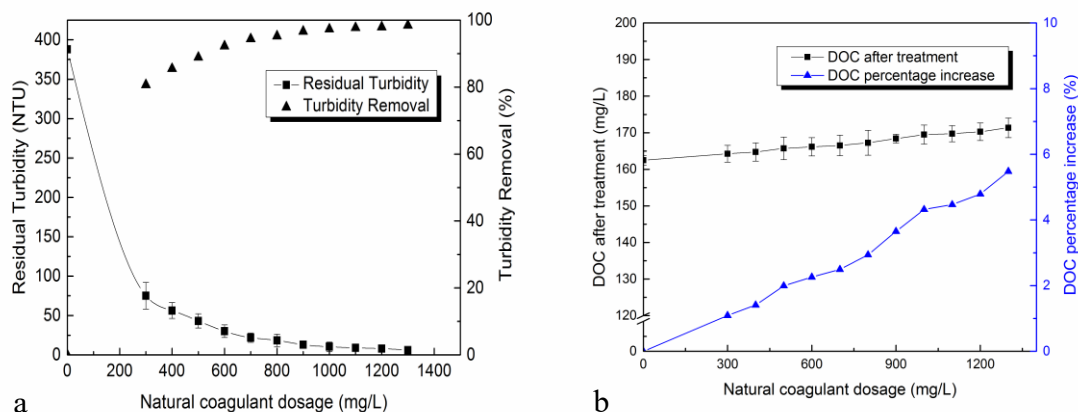 400
350
300
250
200
150
100
50
0
Residual Turbidity (NTU)
Residual Turbidity
Turbidity Removal
100
80
60
40
20
0
Turbidity Removal (%)
0 200 400 600 800 1000 1200 1400
Natural coagulant dosage (mg/L)
a
200
190
180
170
160
150
140
130
120
0
DOC after treatment (mg/L)
DOC after treatment
DOC percentage increase
10
8
6
4
2
0
DOC percentage increase (%)
0 300 600 900 1200
Natural coagulant dosage (mg/L)
b